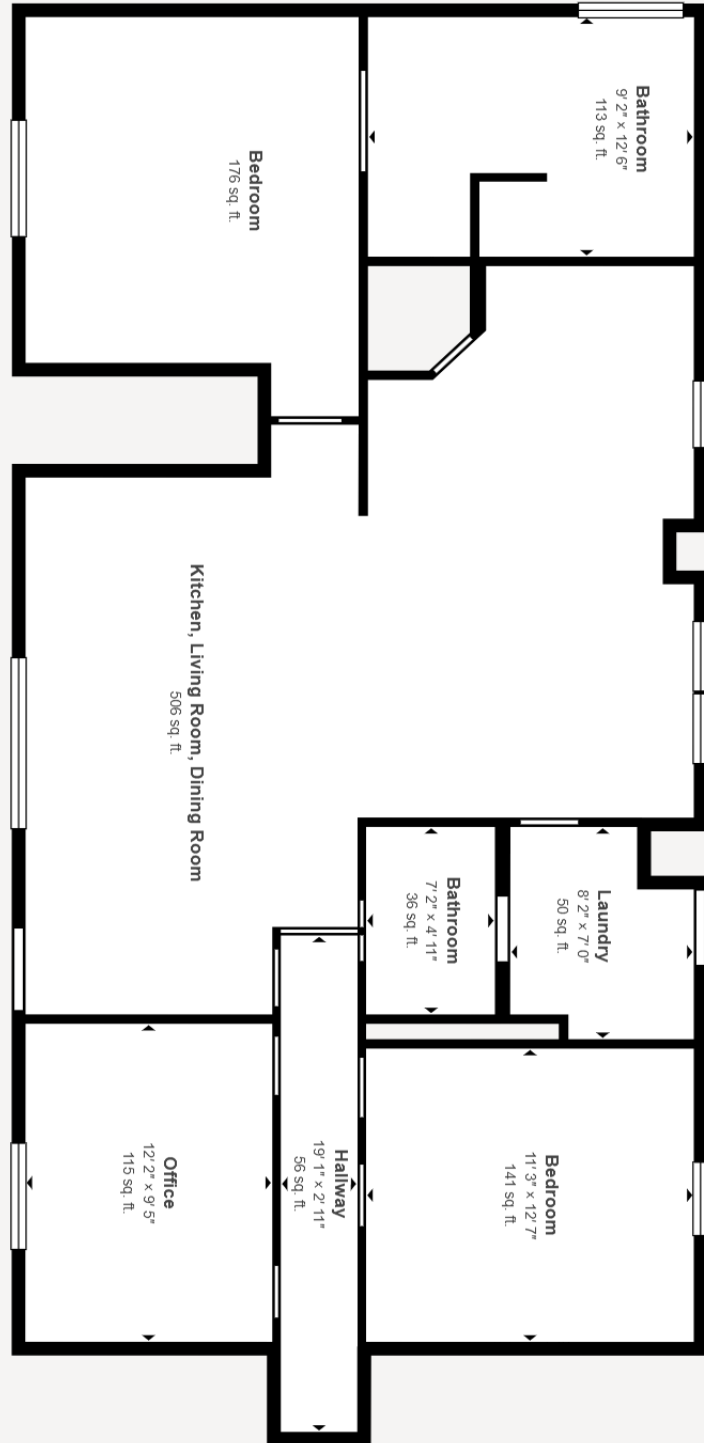 Bathroom
9' 2" × 12' 6"
113 sq. ft.
Bedroom
176 sq. ft.
Kitchen, Living Room, Dining Room
506 sq. ft.
Laundry
8' 2" × 7' 0"
50 sq. ft.
Bathroom
7' 2" × 4' 11"
36 sq. ft.
Bedroom
11' 3" × 12' 7"
141 sq. ft.
Hallway
19' 1" × 2' 11"
56 sq. ft.
Office
12' 2" × 9' 5"
115 sq. ft.